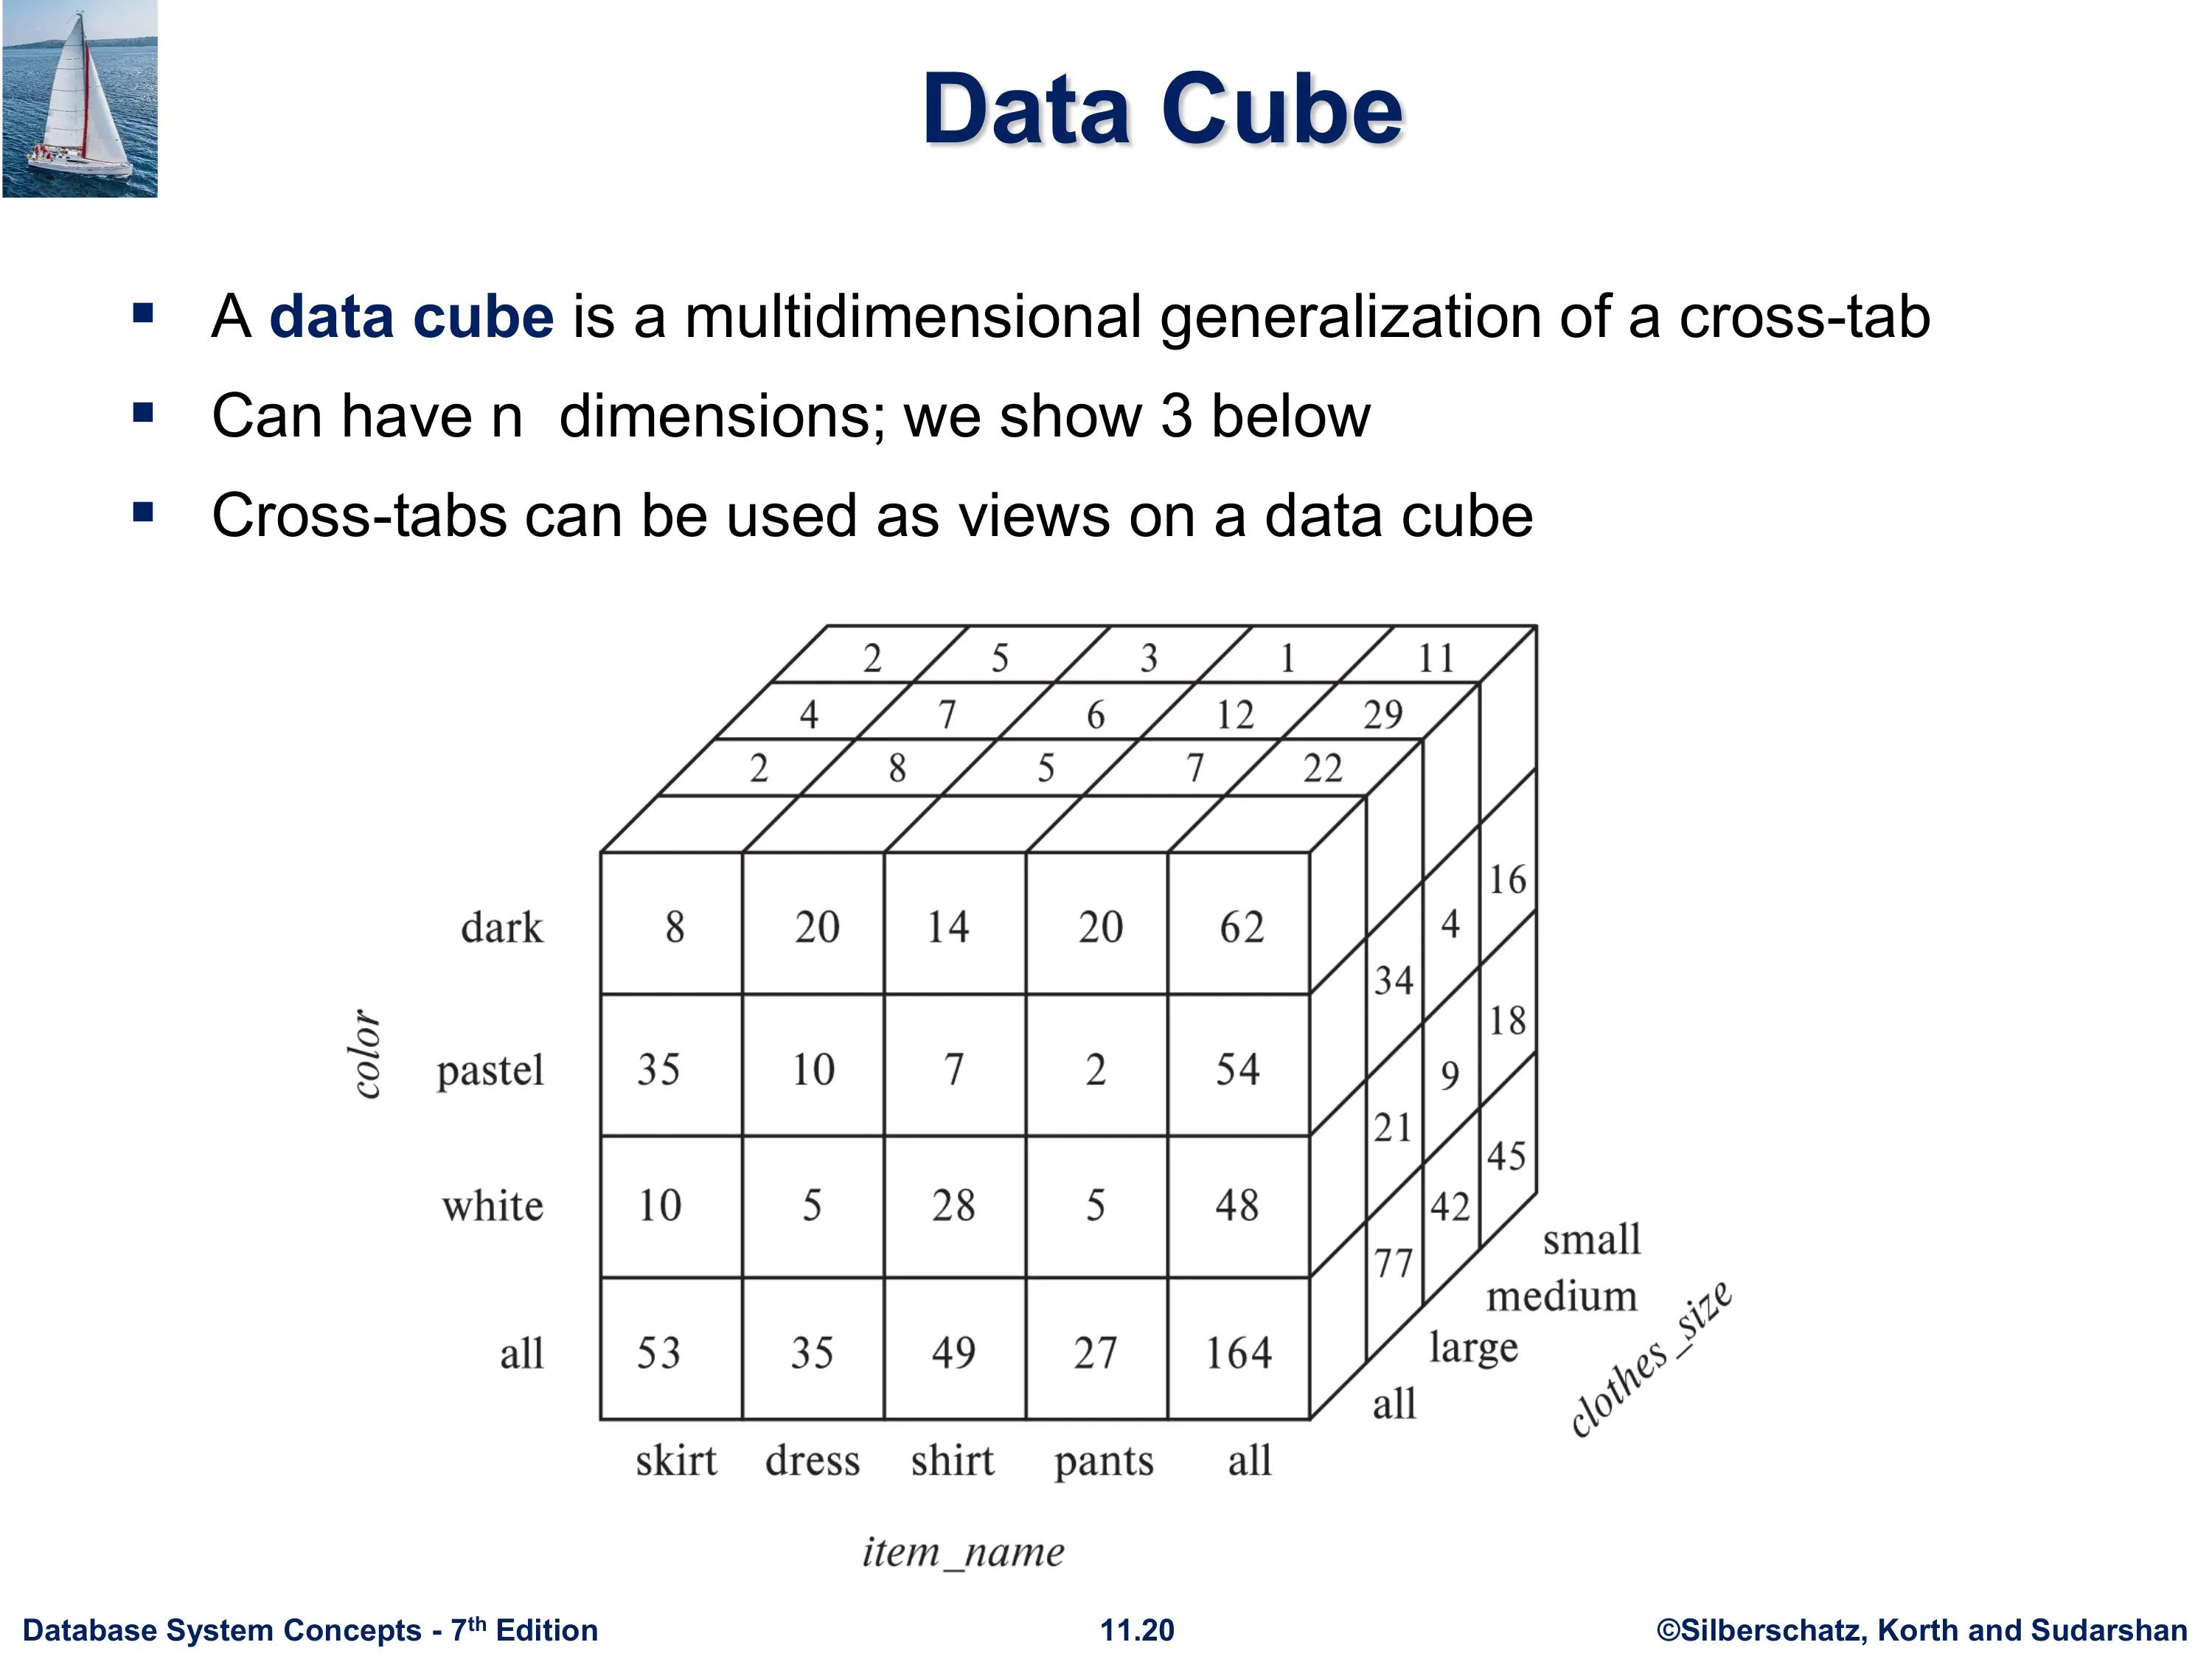 Data Cube
▪ A data cube is a multidimensional generalization of a cross-tab
▪ Can have n  dimensions; we show 3 below
▪ Cross-tabs can be used as views on a data cube
2 5 3 1 11
4 7 6 12 29
2 8 5 7 22
16
4
34
18
9
21
45
42
77
color
dark 8 20 14 20 62
pastel 35 10 7 2 54
white 10 5 28 5 48
all 53 35 49 27 164
small
medium
large
all
clothes_size
skirt dress shirt pants all
item_name
Database System Concepts - 7th Edition 11.20 ©Silberschatz, Korth and Sudarshan